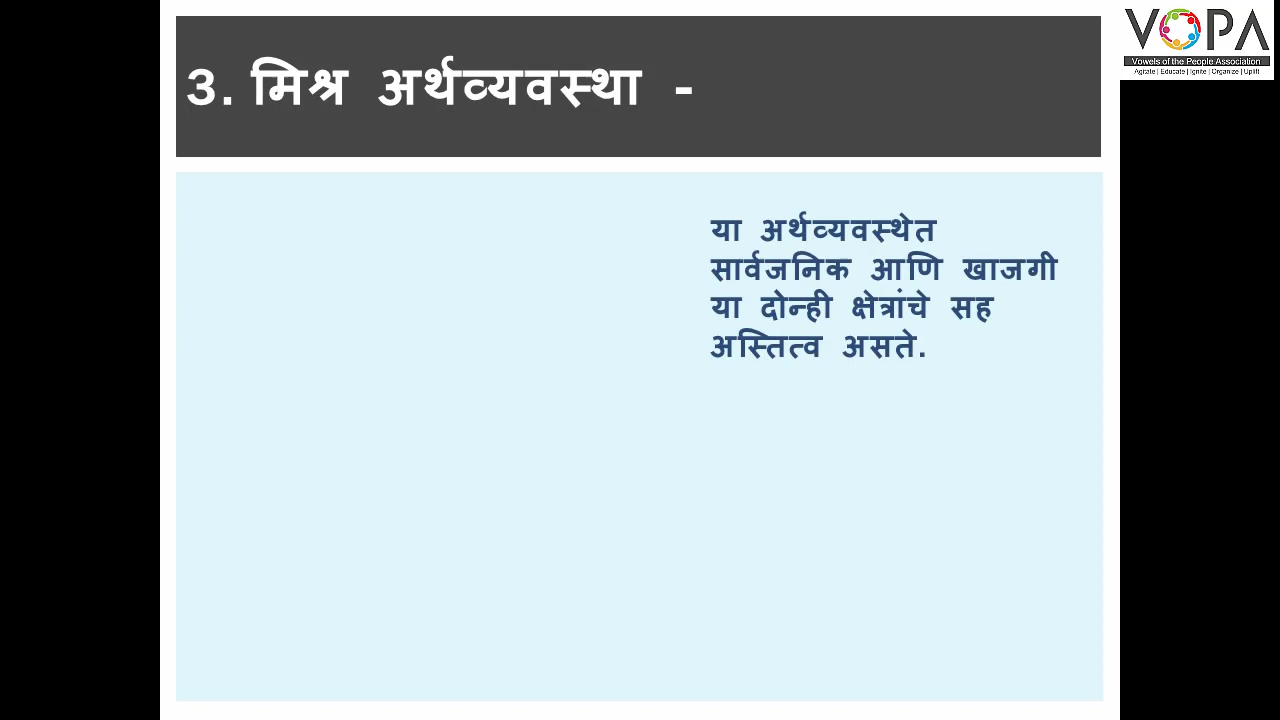 VOPA
Vowels of the People Association
Agitate | Educate | Ignite | Organize | Uplift
3. मिश्र अर्थव्यवस्था -
या अर्थव्यवस्थेत
सार्वजनिक आणि खाजगी
या दोन्ही क्षेत्रांचे सह
अस्तित्व असते.